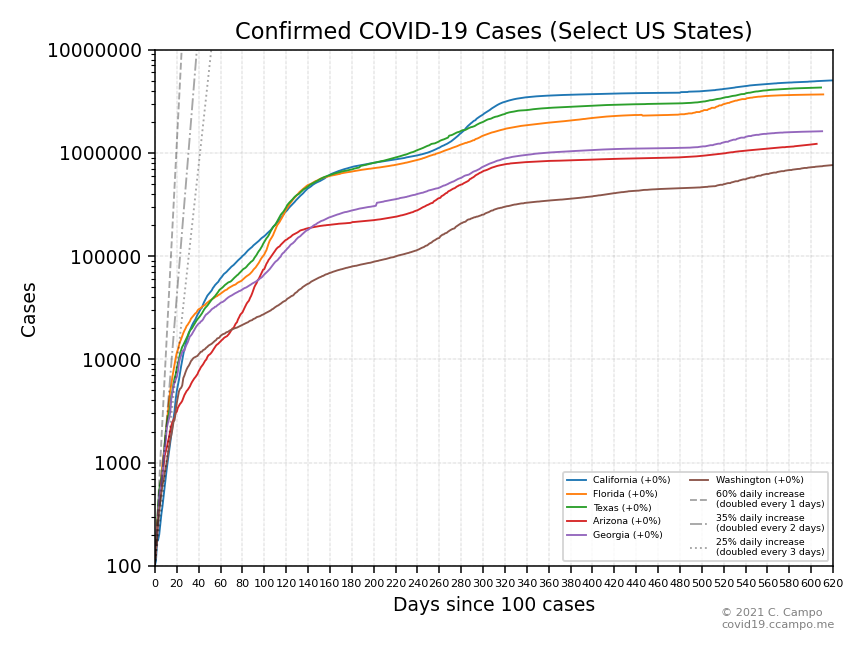 Confirmed COVID-19 Cases (Select US States)
10000000
1000000
100000
10000
1000
100
Cases
0 20 40 60 80 100 120 140 160 180 200 220 240 260 280 300 320 340 360 380 400 420 440 460 480 500 520 540 560 580 600 620
Days since 100 cases
California (+0%)
Florida (+0%)
Texas (+0%)
Arizona (+0%)
Georgia (+0%)
Washington (+0%)
60% daily increase
(doubled every 1 days)
35% daily increase
(doubled every 2 days)
25% daily increase
(doubled every 3 days)
© 2021 C. Campo
covid19.ccampo.me